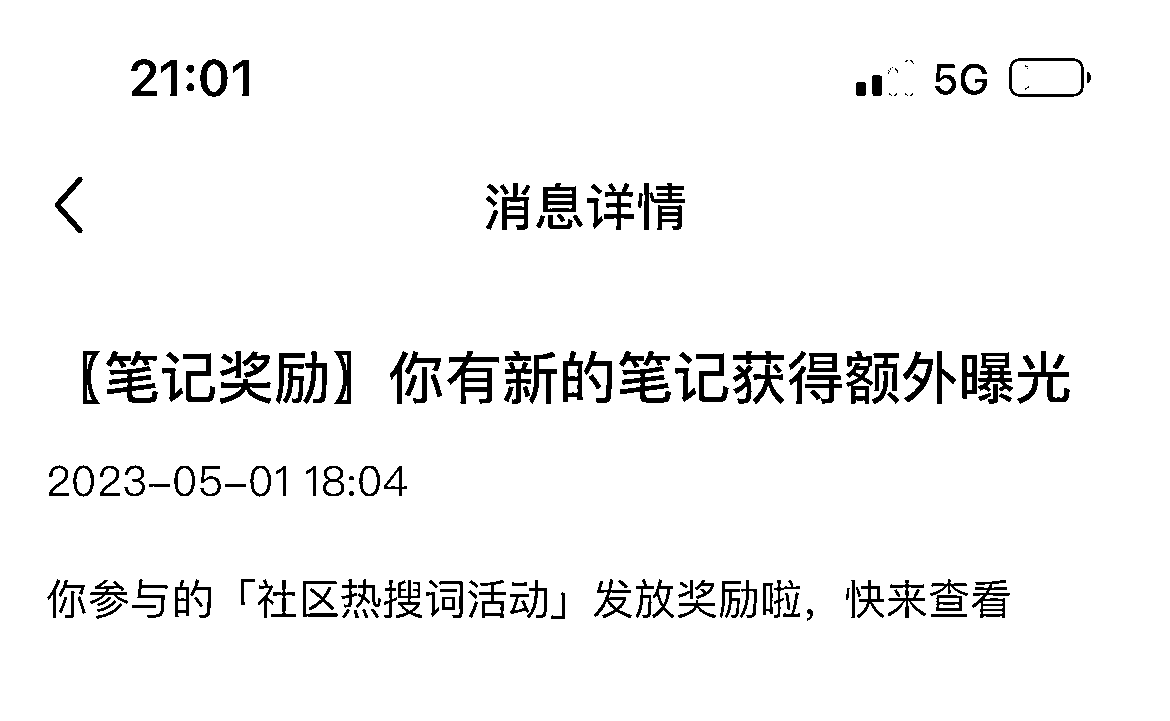 21:01 5G
消息详情
〖笔记奖励〗你有新的笔记获得额外曝光
2023-05-01 18:04
你参与的「社区热搜词活动」发放奖励啦，快来查看